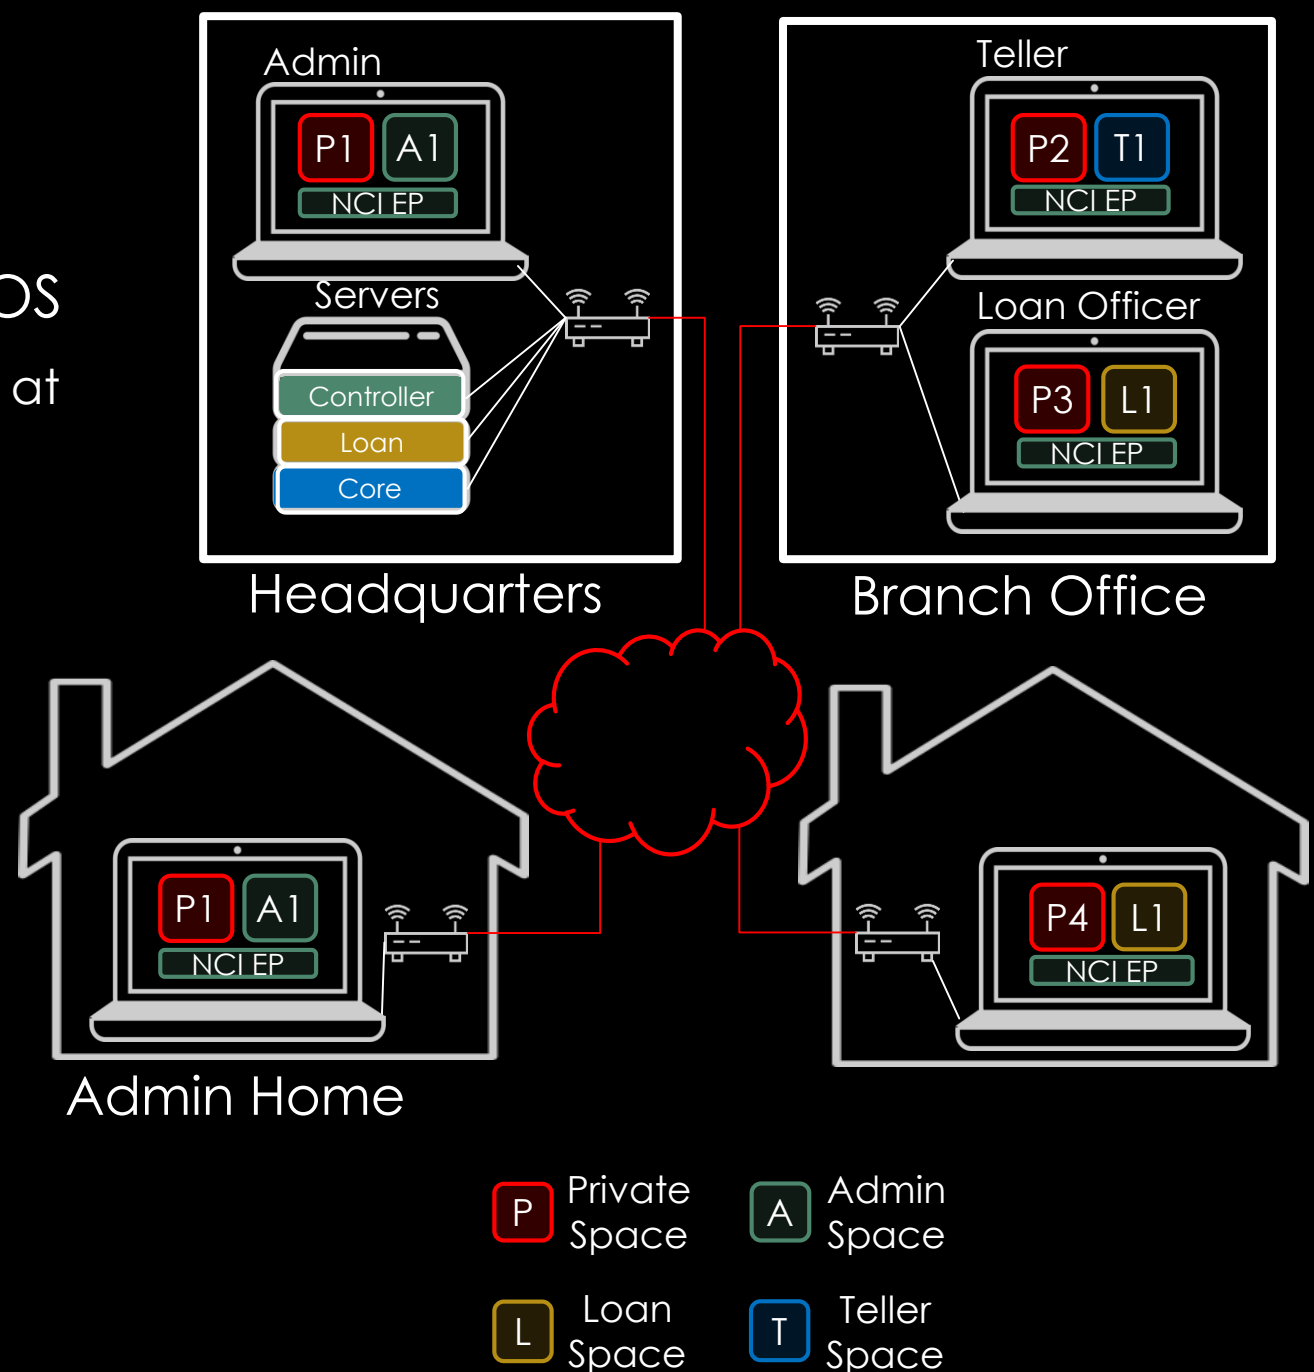 Admin
P1 A1
NCI EP
Servers
Controller
Loan
Core
Headquarters
Teller
P2 T1
NCI EP
Loan Officer
P3 L1
NCI EP
Branch Office
OS
at
P1 A1
NCI EP
Admin Home
P4 L1
NCI EP
P
Private
Space
A
Admin
Space
L
Loan
Space
T
Teller
Space